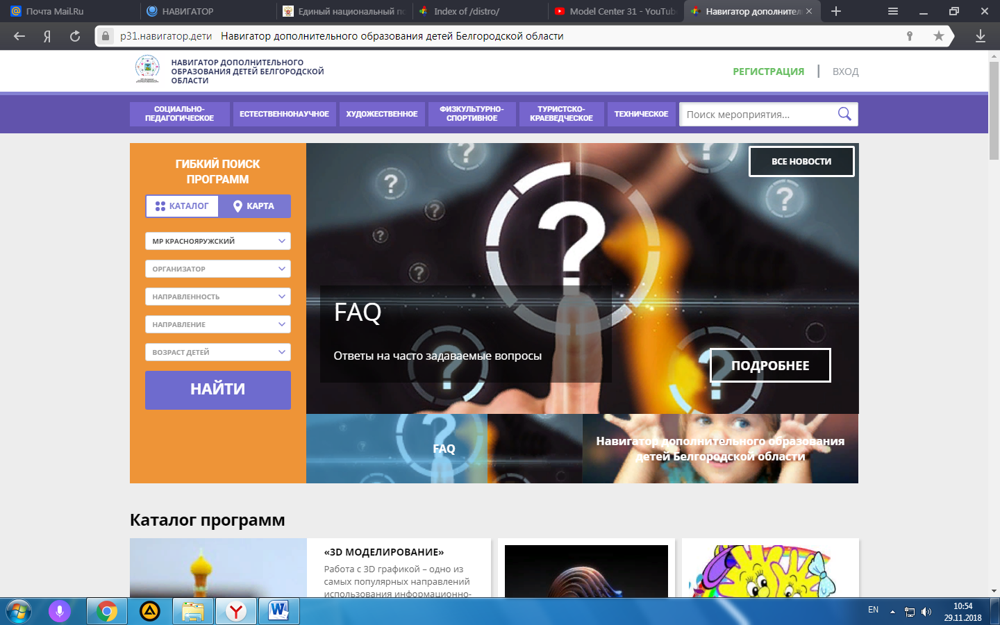 Почта Mail.Ru
НАВИГАТОР
Единый национальный по
Index of /distro/
Model Center 31 - YouTub
Навигатор дополнител
p31.навигатор.дети Навигатор дополнительного образования детей Белгородской области
НАВИГАТОР ДОПОЛНИТЕЛЬНОГО
ОБРАЗОВАНИЯ ДЕТЕЙ БЕЛГОРОДСКОЙ
ОБЛАСТИ
РЕГИСТРАЦИЯ | ВХОД
СОЦИАЛЬНО-
ПЕДАГОГИЧЕСКОЕ
ЕСТЕСТВЕННОНАУЧНОЕ
ХУДОЖЕСТВЕННОЕ
ФИЗКУЛЬТУРНО-
СПОРТИВНОЕ
ТУРИСТСКО-
КРАЕВЕДЧЕСКОЕ
ТЕХНИЧЕСКОЕ
Поиск мероприятия...
ГИБКИЙ ПОИСК
ПРОГРАММ
КАТАЛОГ
КАРТА
МР КРАСНОЯРУЖСКИЙ
ОРГАНИЗАТОР
НАПРАВЛЕННОСТЬ
НАПРАВЛЕНИЕ
ВОЗРАСТ ДЕТЕЙ
НАЙТИ
ВСЕ НОВОСТИ
FAQ
Ответы на часто задаваемые вопросы
ПОДРОБНЕЕ
FAQ
Навигатор дополнительного образования
детей Белгородской области
Каталог программ
«3D МОДЕЛИРОВАНИЕ»
Работа с 3D графикой – одно из
самых популярных направлений
использования информационно-
EN
10:54
29.11.2018